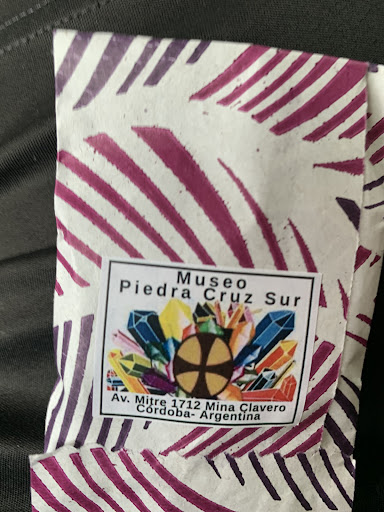 Museo
Piedra Cruz Sur
Av. Mitre 1712 Mina Clavero
Córdoba- Argentina